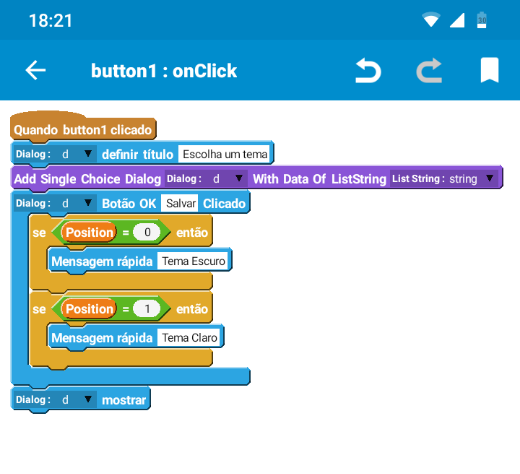 18:21
button1 : onClick
Quando button1 clicado
Dialog : d definir título Escolha um tema
Add Single Choice Dialog Dialog : d With Data Of ListString List String : string
Dialog : d Botão OK Salvar Clicado
se Position = 0 então
Mensagem rápida Tema Escuro
se Position = 1 então
Mensagem rápida Tema Claro
Dialog : d mostrar